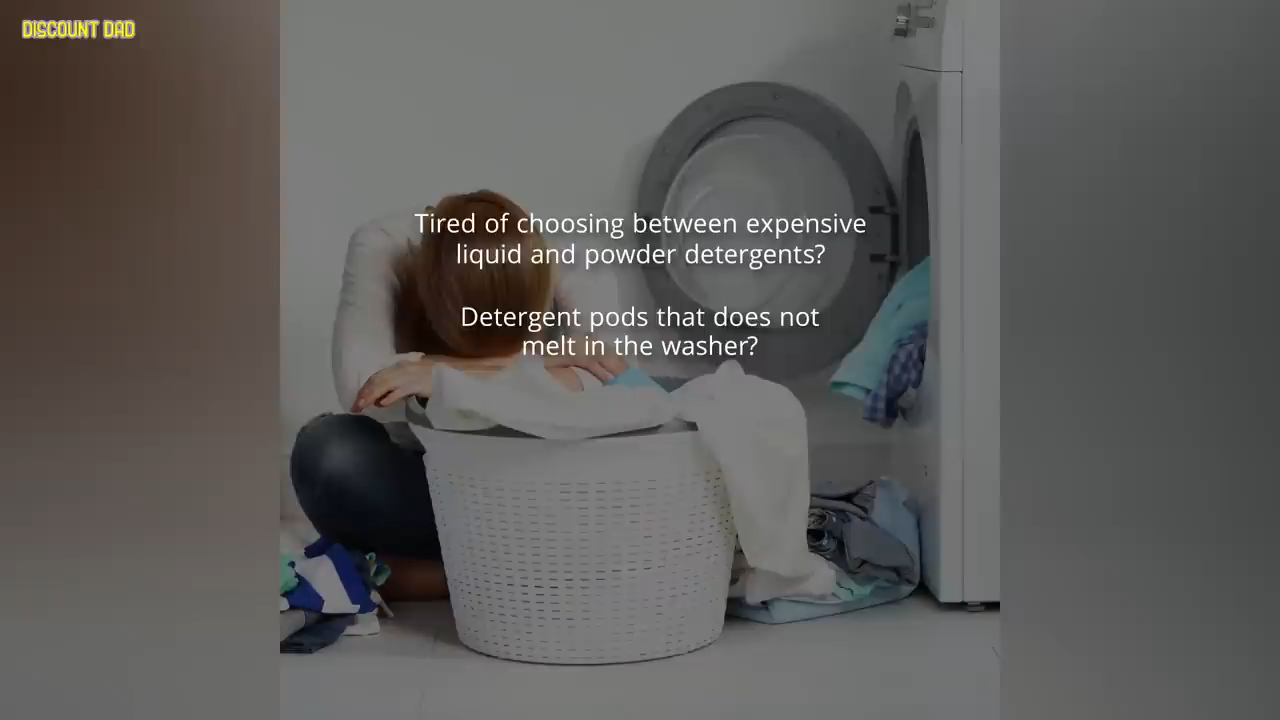 DISCOUNT DAD
Tired of choosing between expensive
liquid and powder detergents?
Detergent pods that does not
melt in the washer?